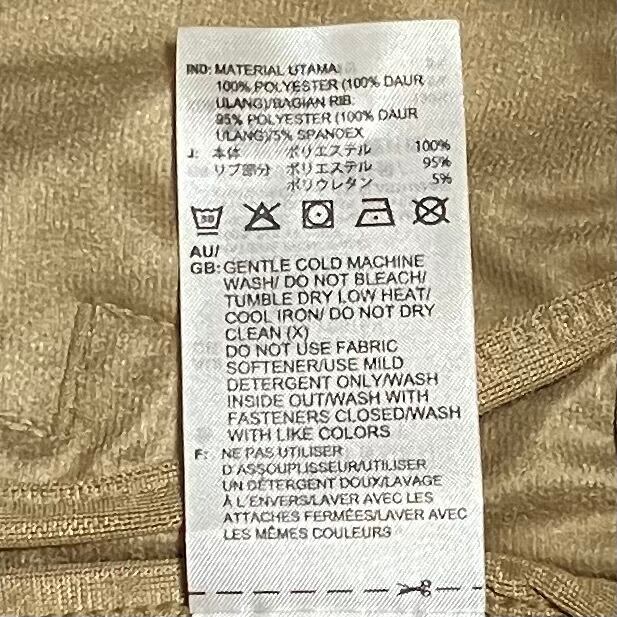 IND: MATERIAL UTAMA:
100% POLYESTER (100% DAUR
ULANG)/BAGIAN RIB:
95% POLYESTER (100% DAUR
ULANG)/5% SPANDEX
J: 本体 ポリエステル 100%
リブ部分 ポリエステル 95%
ポリウレタン 5%
30
AU/
GB: GENTLE COLD MACHINE
WASH/ DO NOT BLEACH/
TUMBLE DRY LOW HEAT/
COOL IRON/ DO NOT DRY
CLEAN (X)
DO NOT USE FABRIC
SOFTENER/USE MILD
DETERGENT ONLY/WASH
INSIDE OUT/WASH WITH
FASTENERS CLOSED/WASH
WITH LIKE COLORS
F: NE PAS UTILISER
D'ASSOUPLISSEUR/UTILISER
UN DÉTERGENT DOUX/LAVAGE
À L'ENVERS/LAVER AVEC LES
ATTACHES FERMÉES/LAVER AVEC
LES MÊMES COULEURS